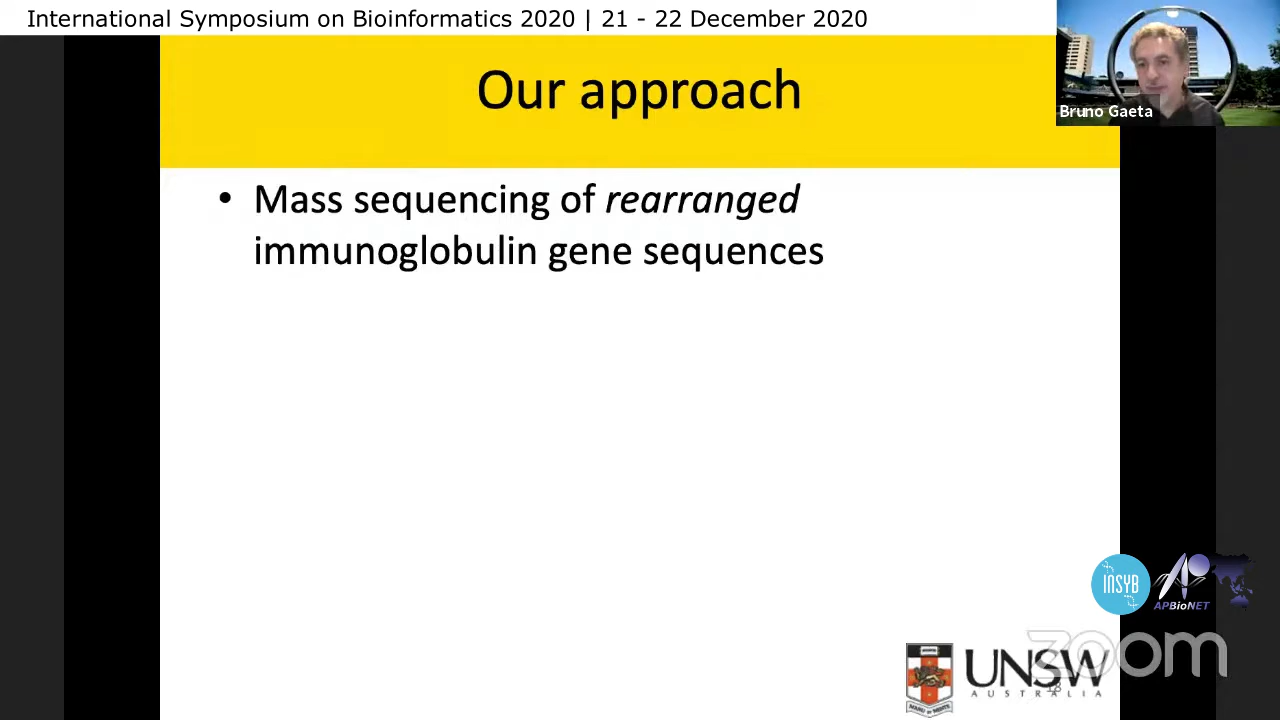 International Symposium on Bioinformatics 2020 | 21 - 22 December 2020
Our approach
Bruno Gaeta
• Mass sequencing of rearranged
immunoglobulin gene sequences
INSYB
APBioNET
zoom
UNSW
AUSTRALIA
18